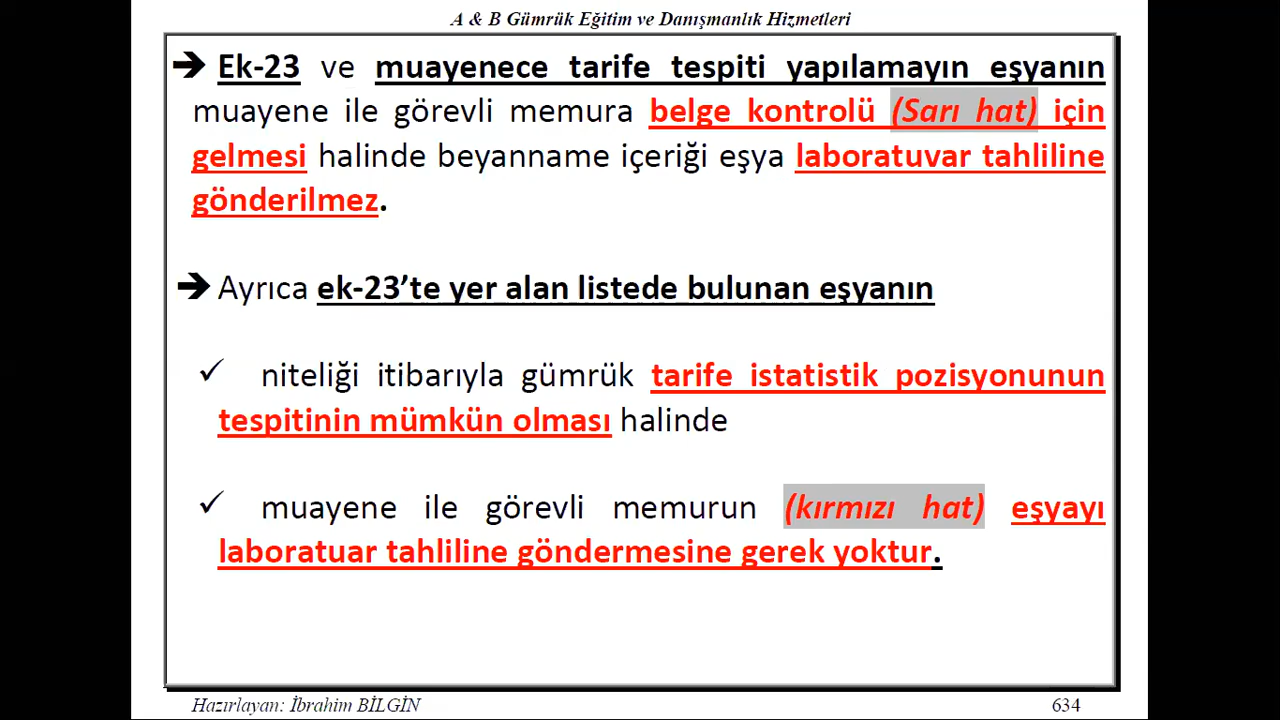 A & B Gümrük Eğitim ve Danışmanlık Hizmetleri
➔ Ek-23 ve muayenece tarife tespiti yapılamayın eşyanın
muayene ile görevli memura belge kontrolü (Sarı hat) için
gelmesi halinde beyanname içeriği eşya laboratuvar tahliline
gönderilmez.
➔ Ayrıca ek-23’te yer alan listede bulunan eşyanın
✓ niteliği itibarıyla gümrük tarife istatistik pozisyonunun
tespitinin mümkün olması halinde
✓ muayene ile görevli memurun (kırmızı hat) eşyayı
laboratuar tahliline göndermesine gerek yoktur.
Hazırlayan: İbrahim BİLGİN 634